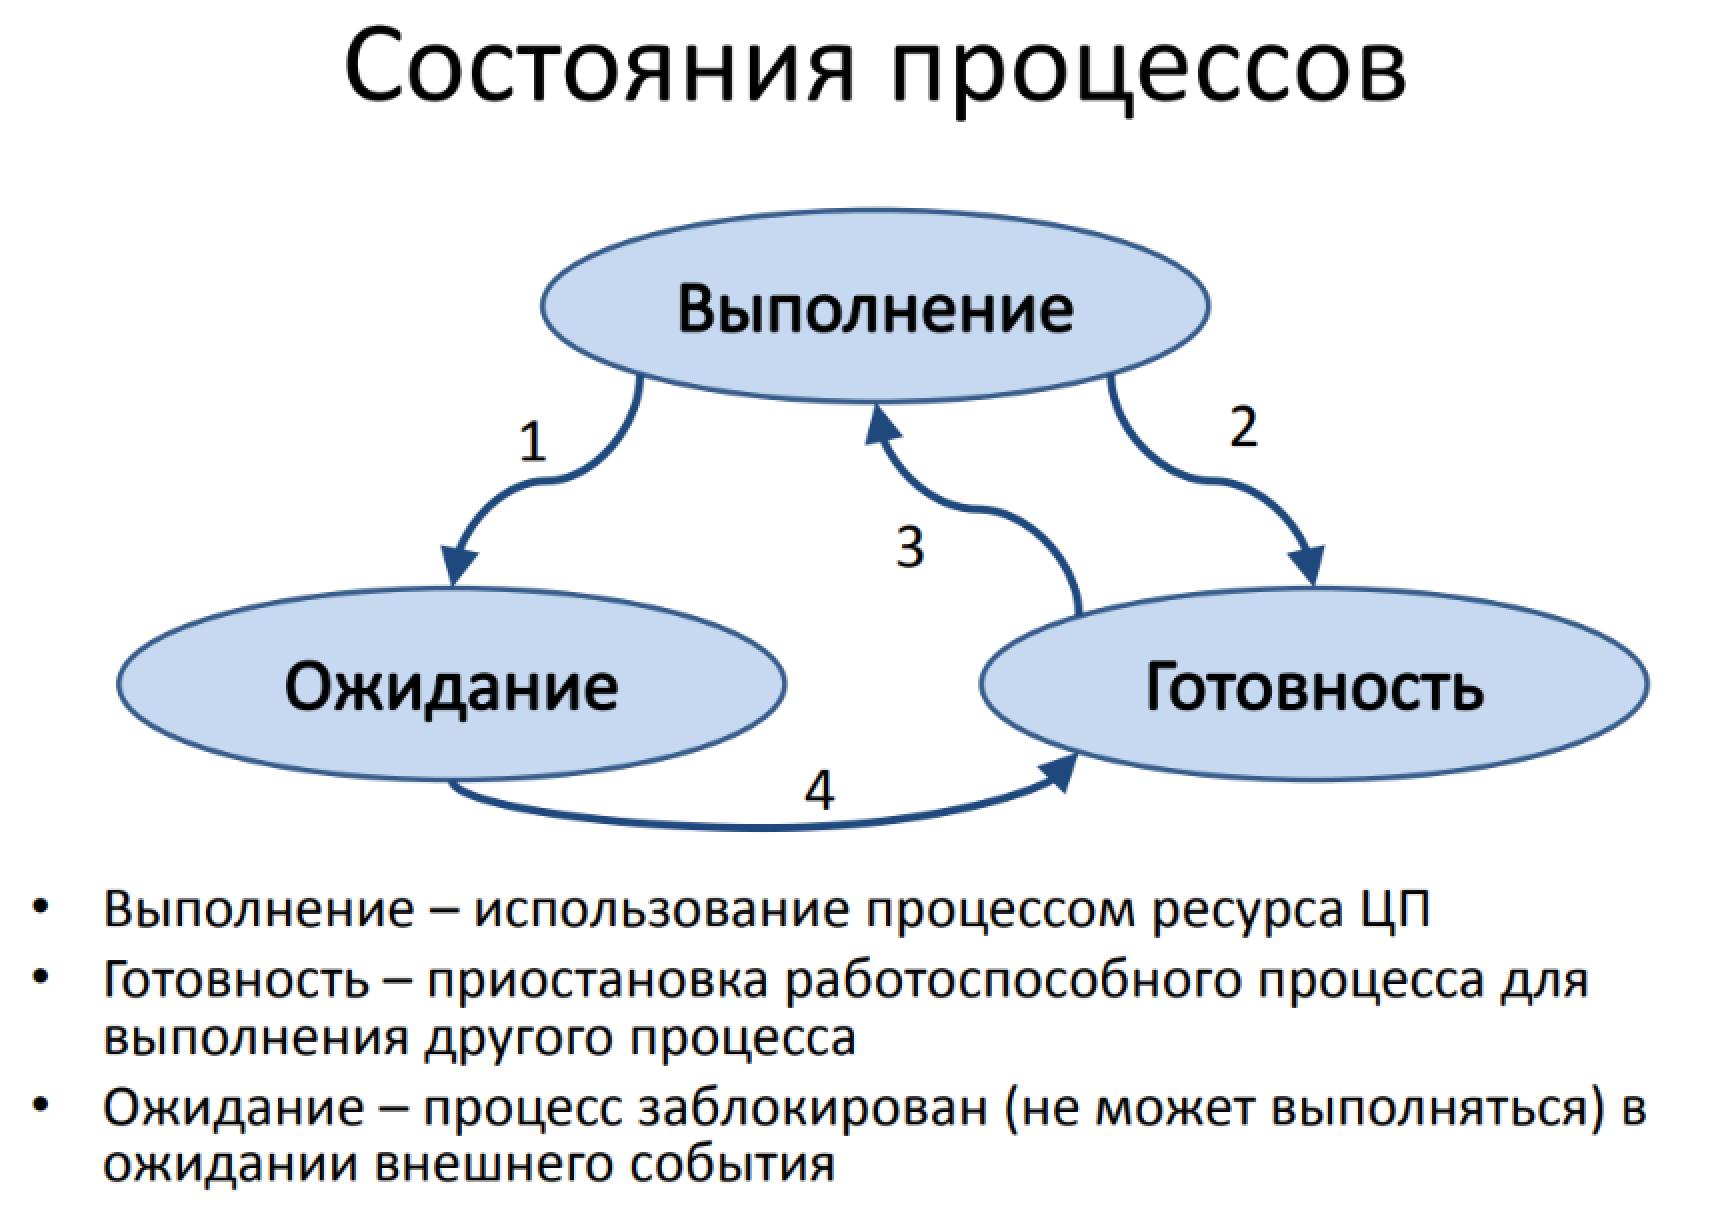 Состояния процессов
Выполнение
1
2
3
Ожидание
Готовность
4
• Выполнение – использование процессом ресурса ЦП
• Готовность – приостановка работоспособного процесса для
выполнения другого процесса
• Ожидание – процесс заблокирован (не может выполняться) в
ожидании внешнего события